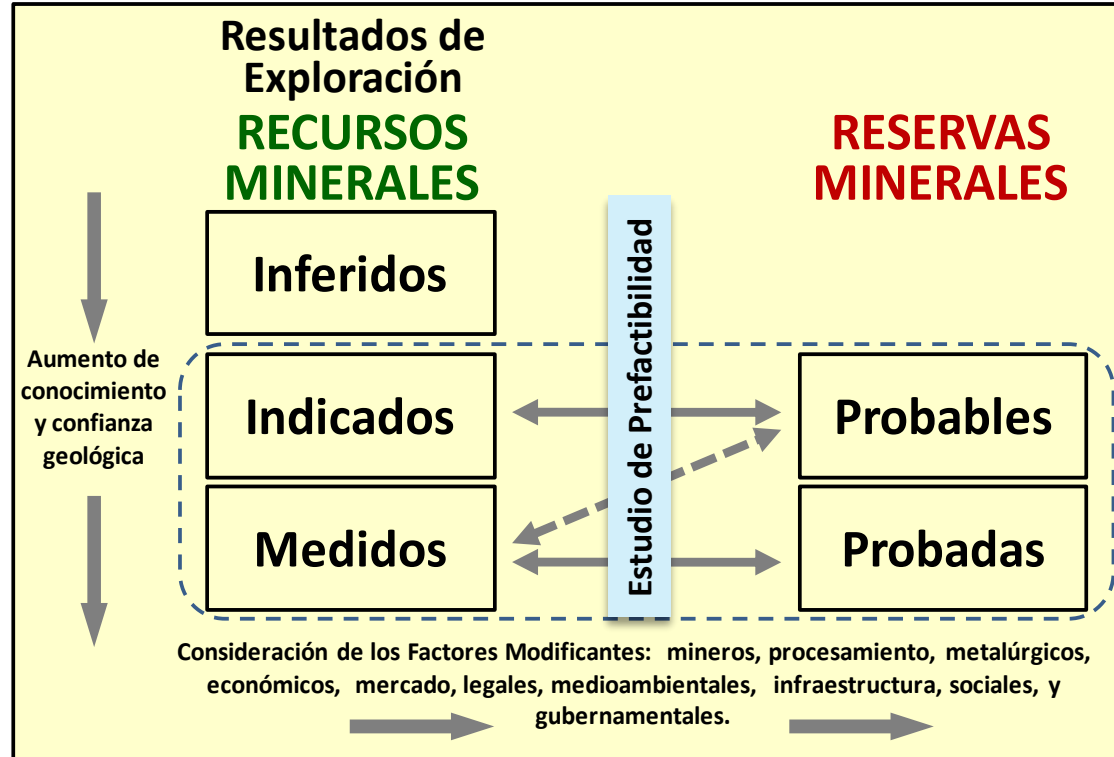 Resultados de
Exploración
RECURSOS
MINERALES
RESERVAS
MINERALES
Inferidos
Aumento de
conocimiento
y confianza
geológica
Indicados
Medidos
Estudio de Prefactibilidad
Probables
Probadas
Consideración de los Factores Modificantes: mineros, procesamiento, metalúrgicos,
económicos, mercado, legales, medioambientales, infraestructura, sociales, y
gubernamentales.